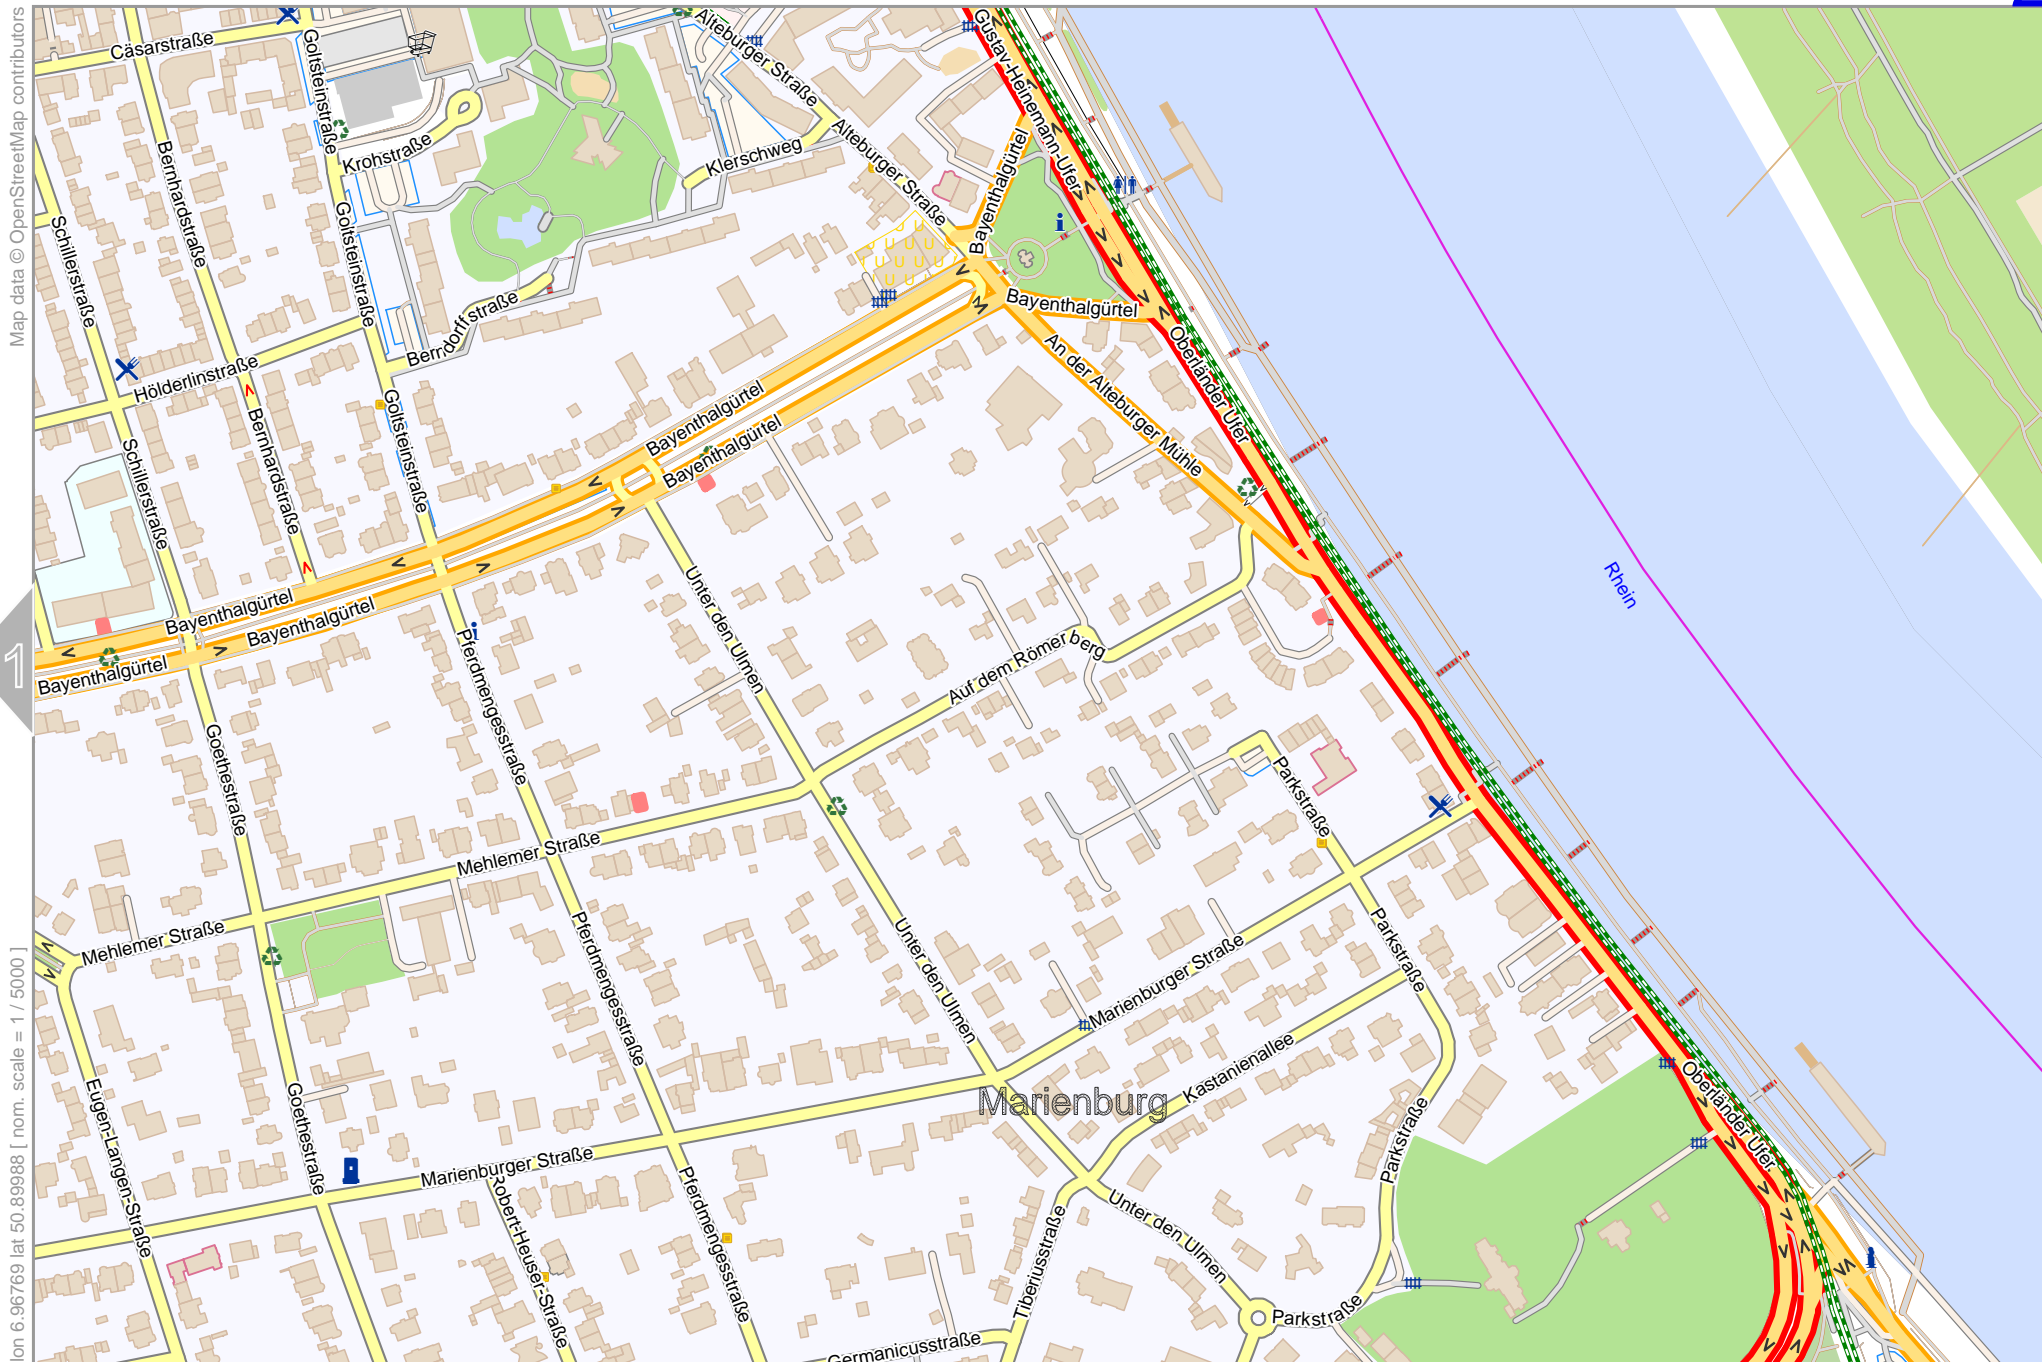 Map data © OpenStreetMap contributors
lon 6.96769 lat 50.89988 [ nom. scale = 1 / 5000 ]
1
Cäsarstraße
Goltsteinstraße
Alteburger Straße
Gustav-Heinemann-Ufer
Bernhardstraße
Krohstraße
Klerschweg
Alteburger Straße
Bayenthalgürtel
Schillerstraße
Goltsteinstraße
Berndorffstraße
Bayenthalgürtel
Hölderlinstraße
Oberländer Ufer
An der Alteburger Mühle
Bernhardstraße
Goltsteinstraße
Bayenthalgürtel
Bayenthalgürtel
Schillerstraße
Rhein
Bayenthalgürtel
Bayenthalgürtel
Bayenthalgürtel
Unter den Ulmen
Pferdmengesstraße
Auf dem Römerberg
Goethestraße
Parkstraße
Mehlemer Straße
Mehlemer Straße
Pferdmengesstraße
Unter den Ulmen
Parkstraße
Marienburger Straße
Kastanienallee
Marienburg
Oberländer Ufer
Eugen-Langen-Straße
Goethestraße
Parkstraße
Marienburger Straße
Robert-Heuser-Straße
Pferdmengesstraße
Unter den Ulmen
Tiberiusstraße
Parkstraße
Germanicusstraße